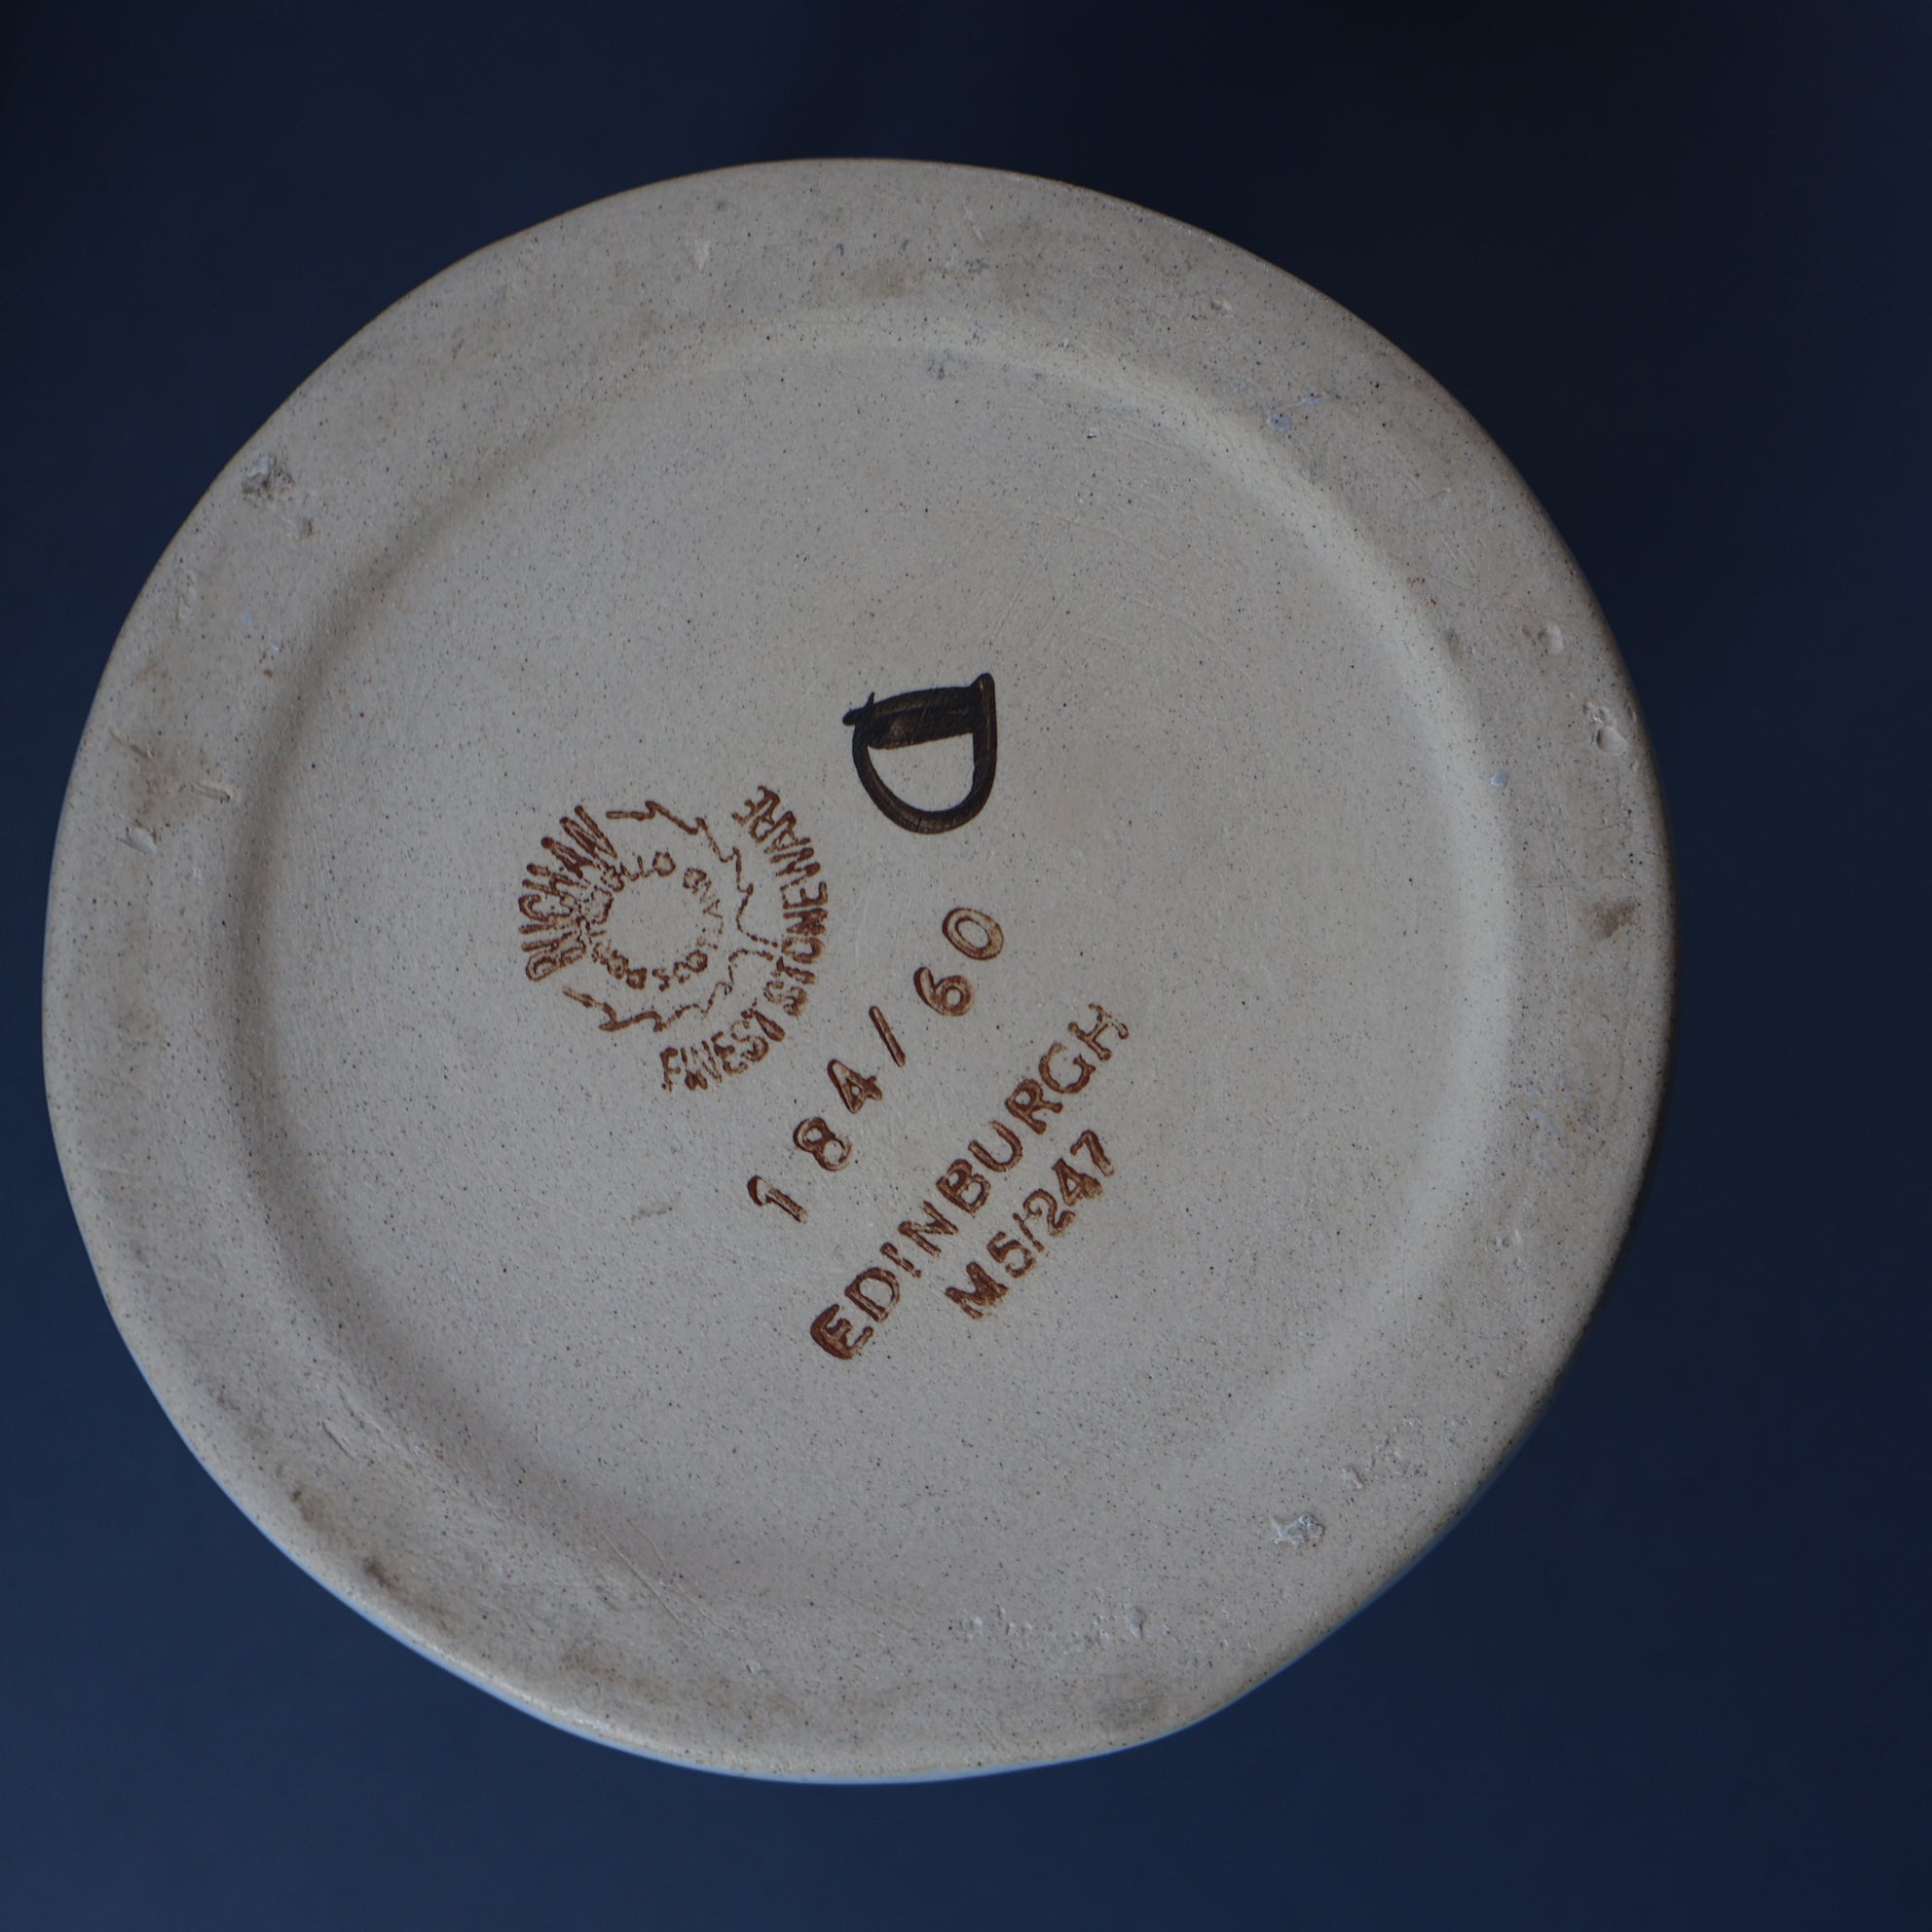 D
BUCHAN
PORTOBELLO
SCOTLAND
FINEST STONEWARE
184/60
EDINBURGH
M5/247